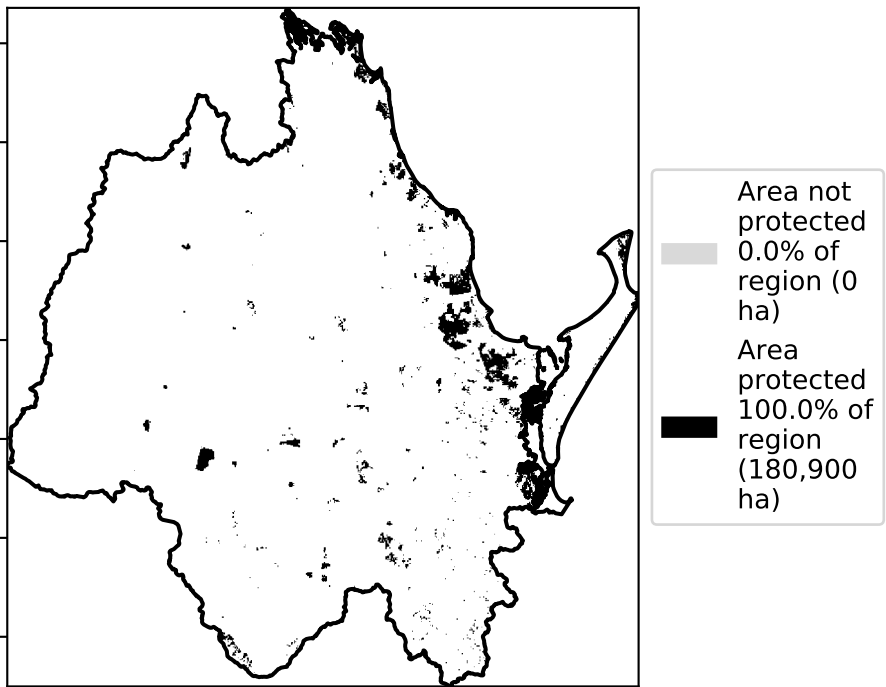 Area not
protected
0.0% of
region (0
ha)
Area
protected
100.0% of
region
(180,900
ha)